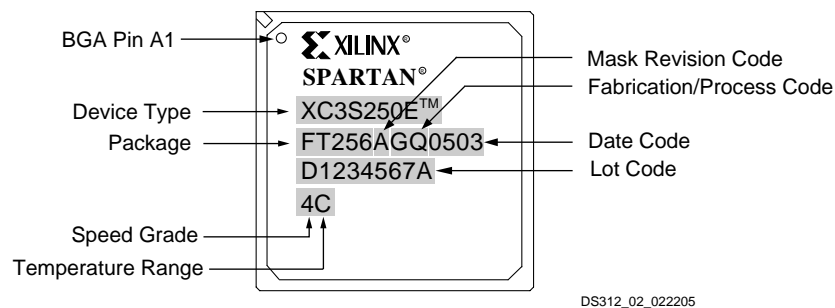 BGA Pin A1
XILINX®
SPARTAN®
Mask Revision Code
Fabrication/Process Code
Device Type
XC3S250E™
Package
FT256AGQ0503
Date Code
D1234567A
Lot Code
4C
Speed Grade
Temperature Range
DS312_02_022205